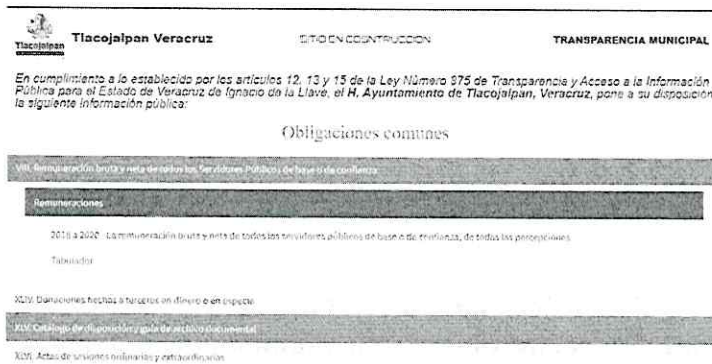 Tlacojalpan
Tlacojalpan Veracruz
SITIO EN COSNTRUCCION
TRANSPARENCIA MUNICIPAL
En cumplimiento a lo establecido por los artículos 12, 13 y 15 de la Ley Número 875 de Transparencia y Acceso a la Información
Pública para el Estado de Veracruz de Ignacio de la Llave, el H, Ayuntamiento de Tlacojalpan, Veracruz, pone a su disposición
la siguiente información pública:
Obligaciones comunes
VIII. Remuneración bruta y neta de todos los Servidores Públicos de base o de confianza
Remuneraciones
2018 a 2020 - La remuneración bruta y neta de todos los servidores públicos de base o de confianza, de todas las percepciones
Tabulador
XLIV. Donaciones hechas a terceros en dinero o en especie
XLV. Catálogo de disposición y guía de archivo documental
XLVI. Actas de sesiones ordinarias y extraordinarias